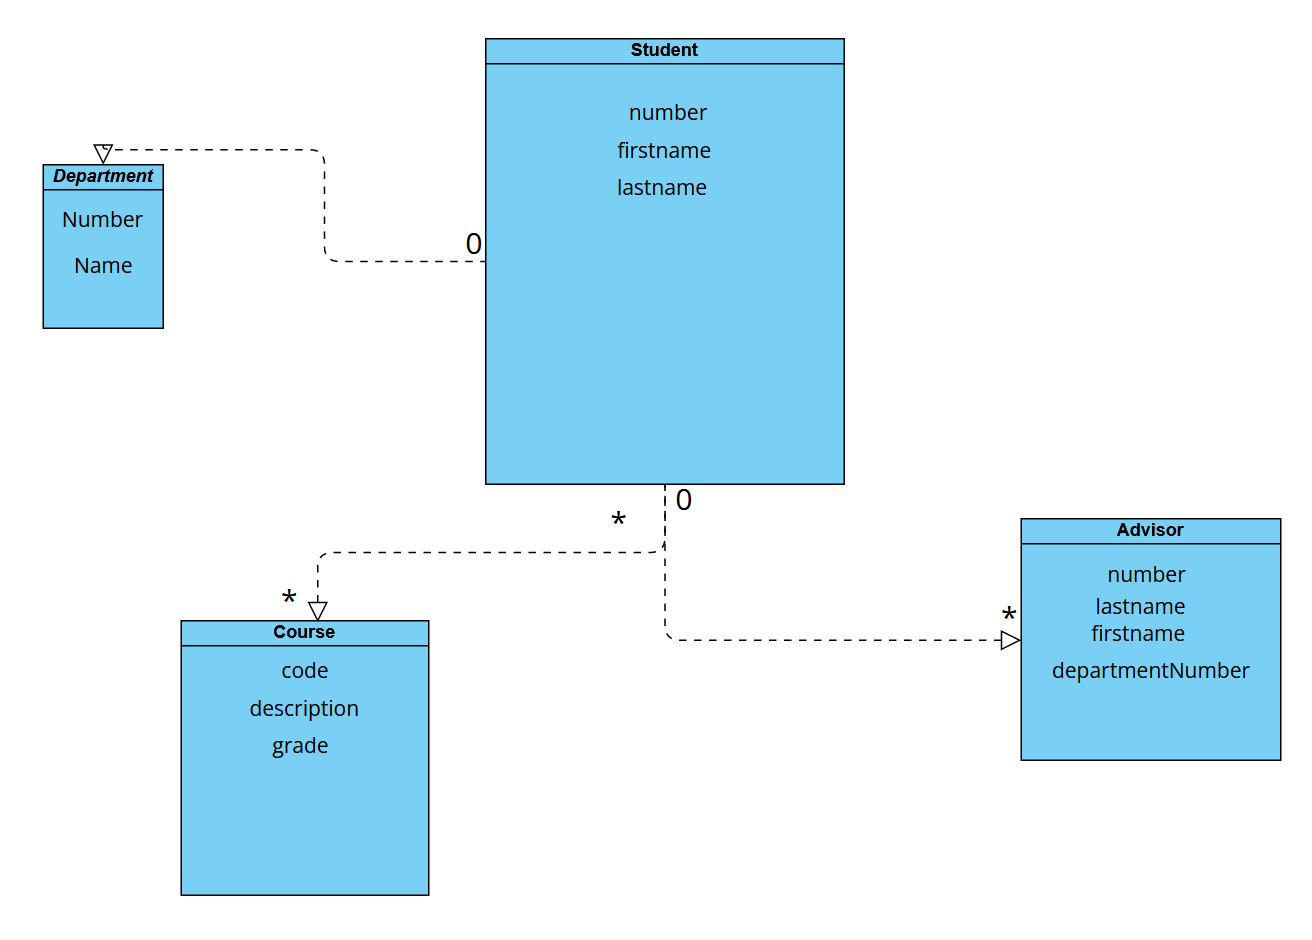 Student
number
firstname
lastname
0
Department
Number
Name
0
*
*
Course
code
description
grade
*
Advisor
number
lastname
firstname
departmentNumber